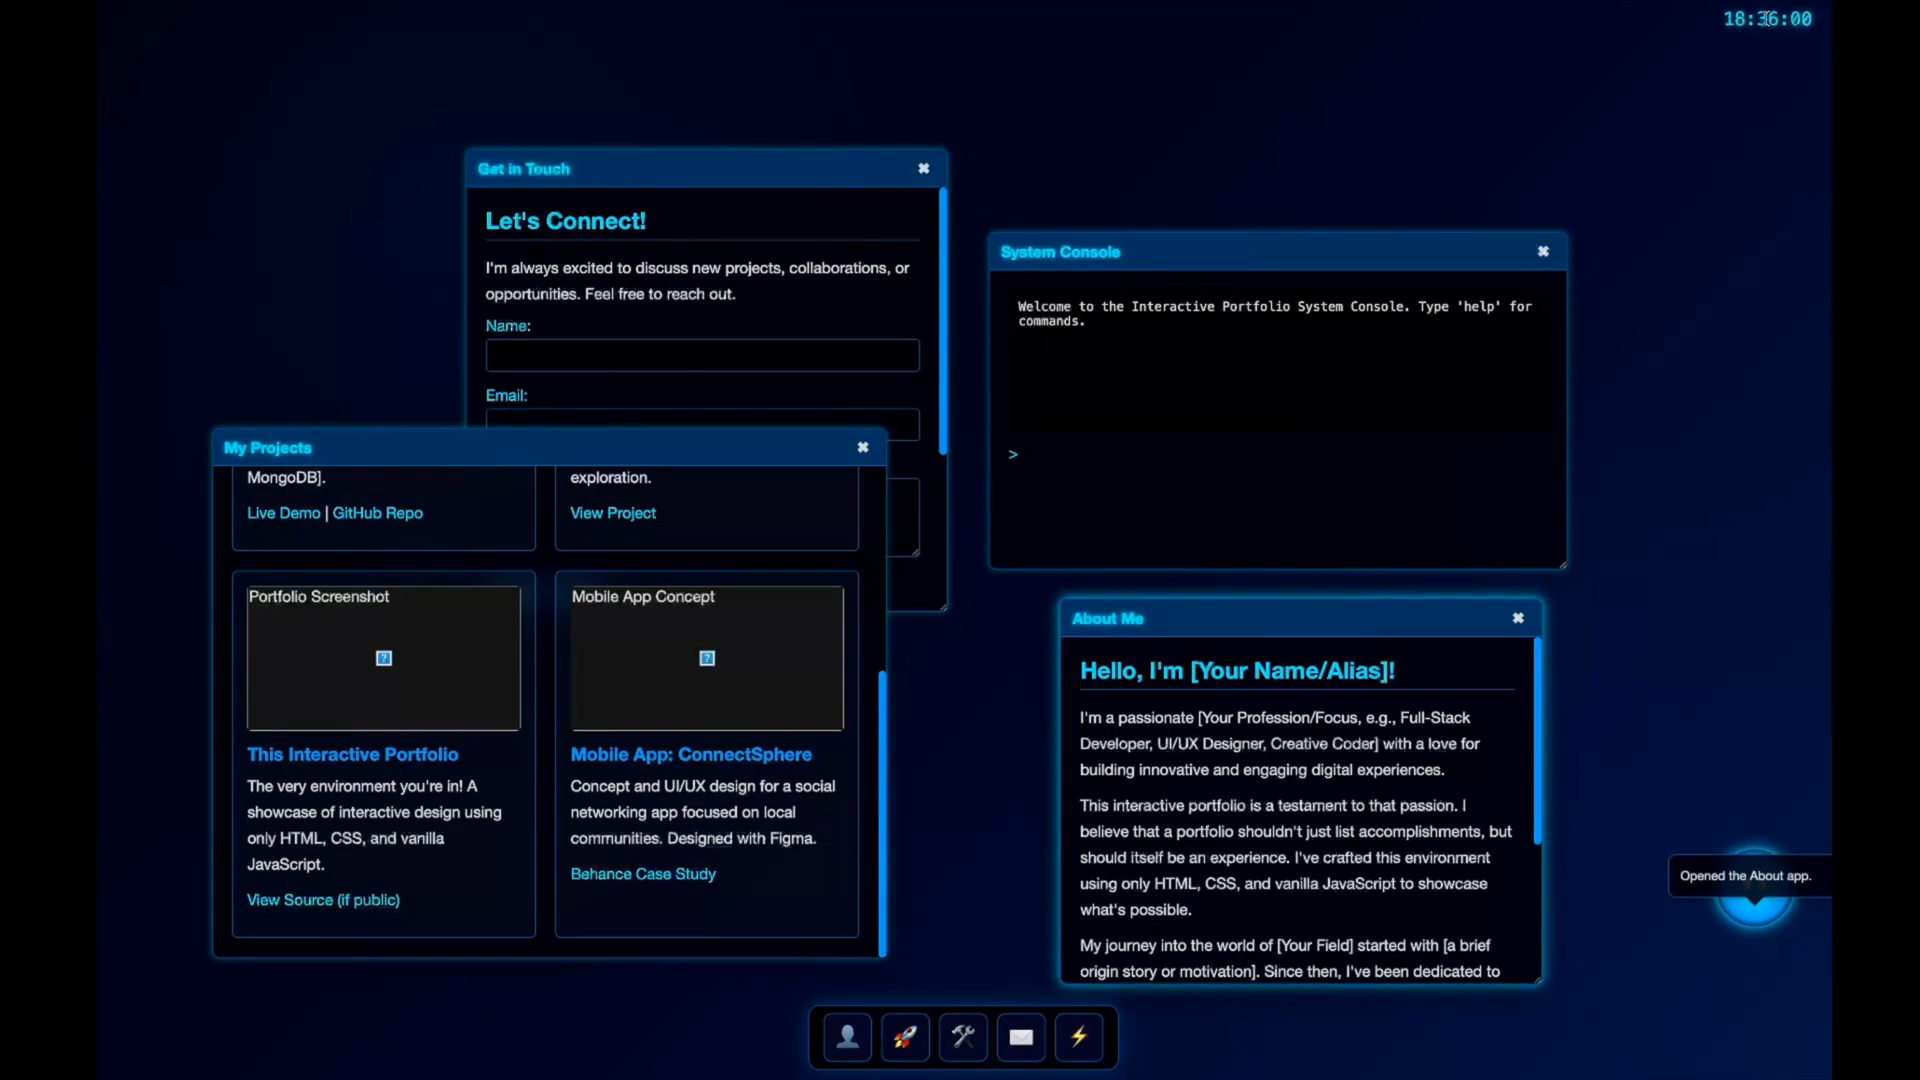 18:36:00
Get in Touch
✖
Let's Connect!
I'm always excited to discuss new projects, collaborations, or
opportunities. Feel free to reach out.
Name:
Email:
System Console
✖
Welcome to the Interactive Portfolio System Console. Type 'help' for
commands.
>
My Projects
✖
MongoDB].
Live Demo | GitHub Repo
exploration.
View Project
Portfolio Screenshot
This Interactive Portfolio
The very environment you're in! A
showcase of interactive design using
only HTML, CSS, and vanilla
JavaScript.
View Source (if public)
Mobile App Concept
Mobile App: ConnectSphere
Concept and UI/UX design for a social
networking app focused on local
communities. Designed with Figma.
Behance Case Study
About Me
✖
Hello, I'm [Your Name/Alias]!
I'm a passionate [Your Profession/Focus, e.g., Full-Stack
Developer, UI/UX Designer, Creative Coder] with a love for
building innovative and engaging digital experiences.
This interactive portfolio is a testament to that passion. I
believe that a portfolio shouldn't just list accomplishments, but
should itself be an experience. I've crafted this environment
using only HTML, CSS, and vanilla JavaScript to showcase
what's possible.
My journey into the world of [Your Field] started with [a brief
origin story or motivation]. Since then, I've been dedicated to
Opened the About app.